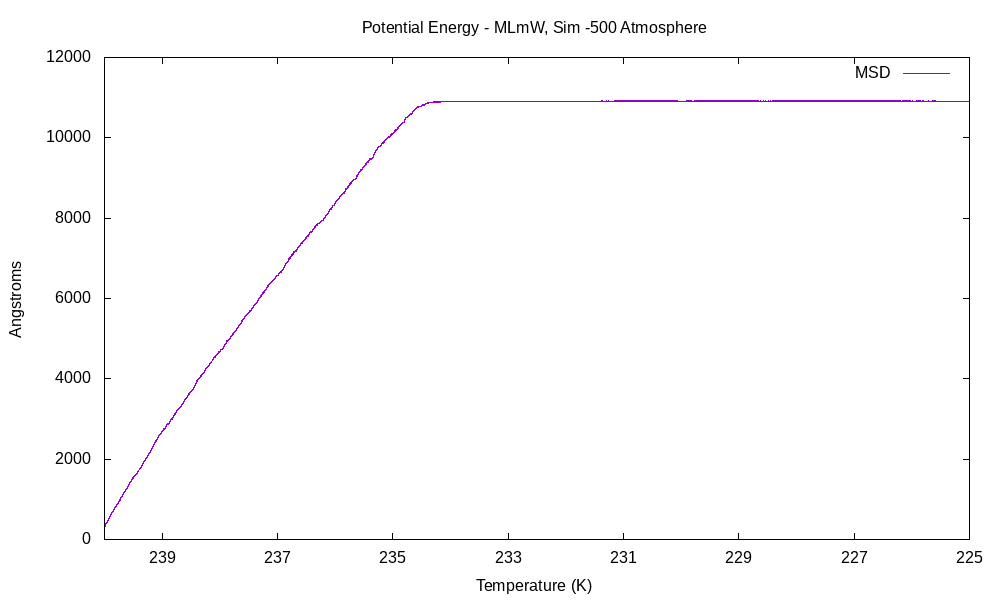 Potential Energy - MLmW, Sim -500 Atmosphere
MSD
12000
10000
8000
6000
4000
2000
0
Angstroms
239 237 235 233 231 229 227 225
Temperature (K)